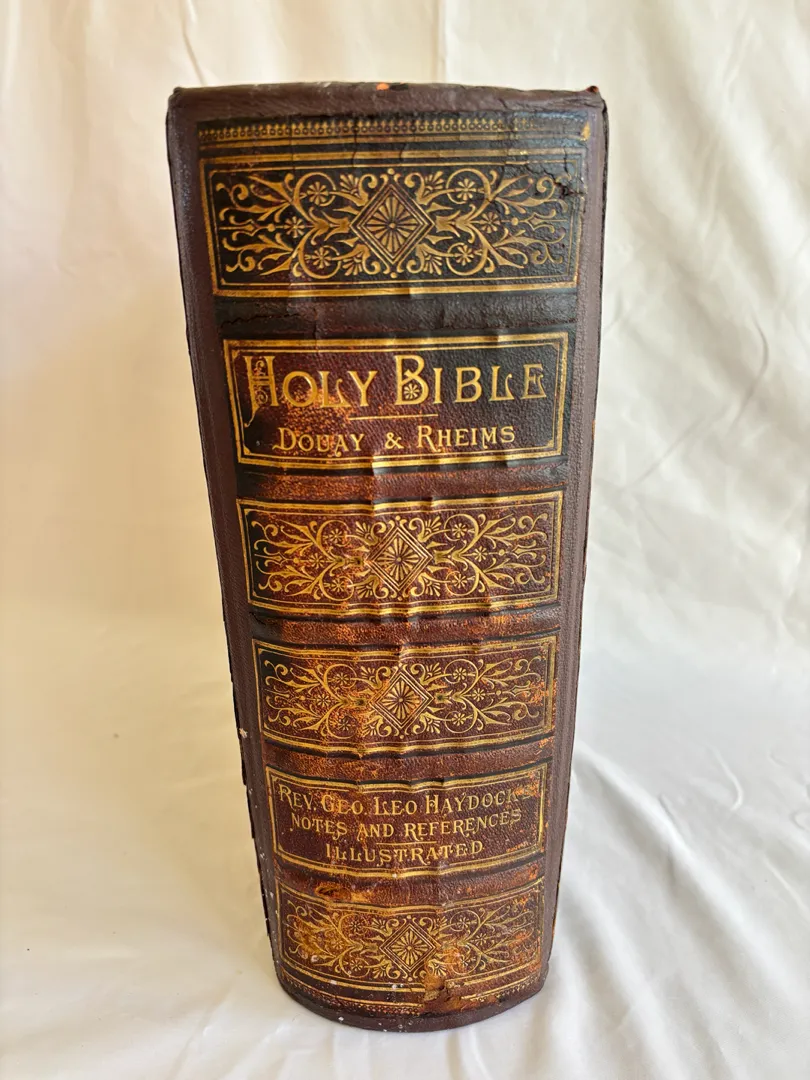 HOLY BIBLE
DOUAY & RHEIMS
REV. GEO. LEO HAYDOCK'S
NOTES AND REFERENCES
ILLUSTRATED